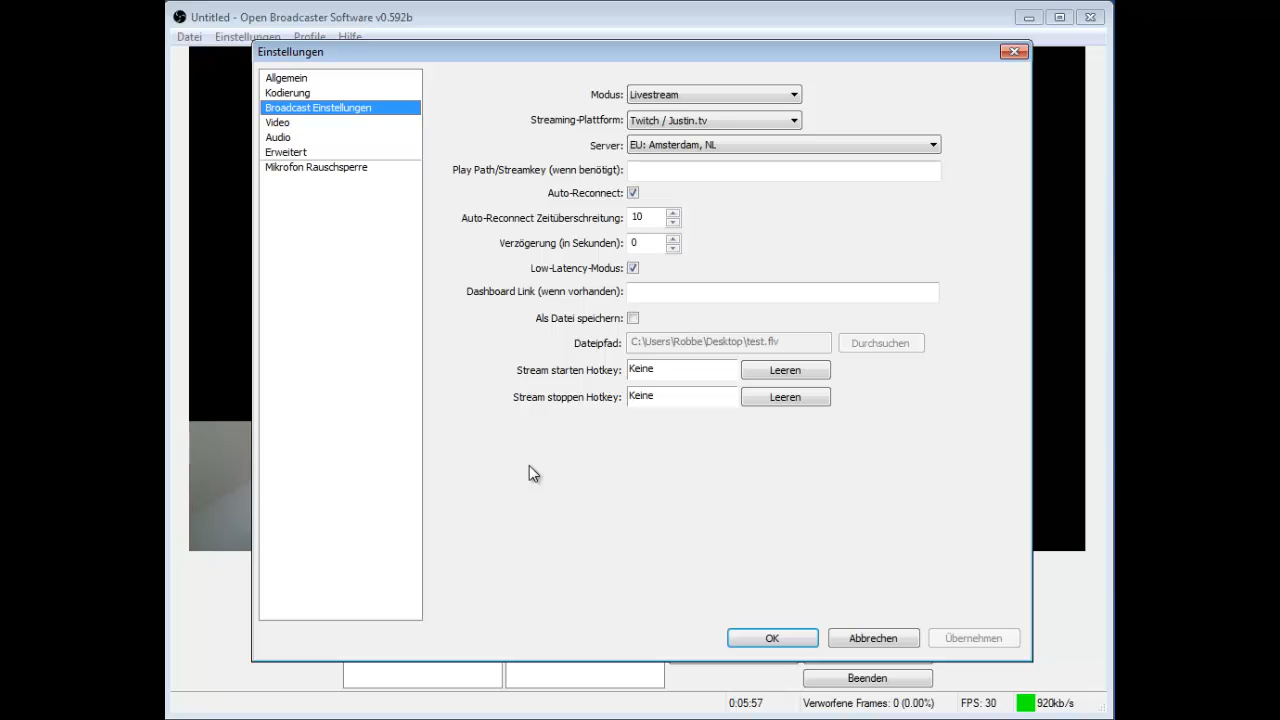 Untitled - Open Broadcaster Software v0.592b
Datei Einstellungen Profile Hilfe
Einstellungen
Allgemein
Kodierung
Broadcast Einstellungen
Video
Audio
Erweitert
Mikrofon Rauschsperre
Modus: Livestream
Streaming-Plattform: Twitch / Justin.tv
Server: EU: Amsterdam, NL
Play Path/Streamkey (wenn benötigt):
Auto-Reconnect:
Auto-Reconnect Zeitüberschreitung: 10
Verzögerung (in Sekunden): 0
Low-Latency-Modus:
Dashboard Link (wenn vorhanden):
Als Datei speichern:
Dateipfad: C:\Users\Robbe\Desktop\test.flv Durchsuchen
Stream starten Hotkey: Keine Leeren
Stream stoppen Hotkey: Keine Leeren
OK Abbrechen Übernehmen
Beenden
0:05:57 Verworfene Frames: 0 (0.00%) FPS: 30 920kb/s